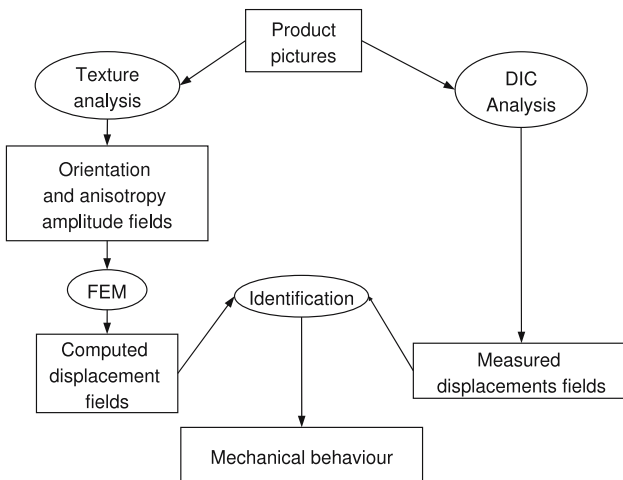 Product
pictures
Texture
analysis
DIC
Analysis
Orientation
and anisotropy
amplitude fields
FEM
Identification
Computed
displacement
fields
Measured
displacements fields
Mechanical behaviour